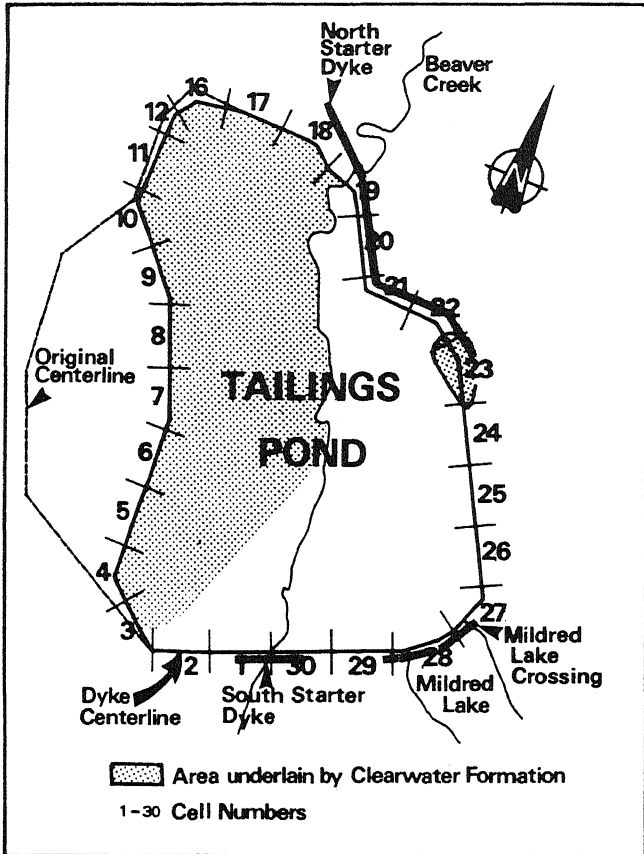 North
Starter
Dyke
Beaver
Creek
16
12
17
11
18
10
19
N
20
9
21
22
8
23
Original
Centerline
7
TAILINGS
POND
24
6
25
5
26
4
27
3
Mildred
Lake
Crossing
2
1
30
29
28
Dyke
Centerline
South Starter
Dyke
Mildred
Lake
Area underlain by Clearwater Formation
1-30 Cell Numbers